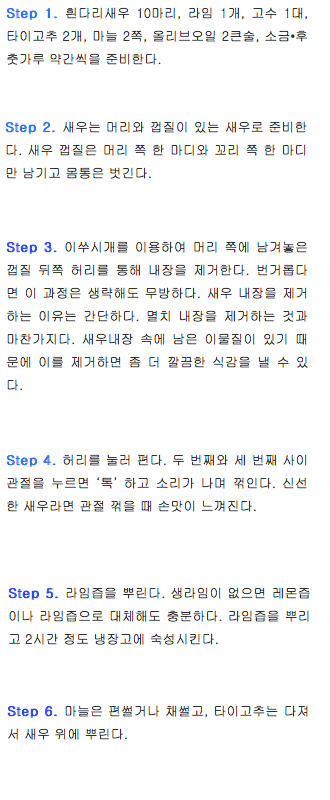 Step 1. 흰다리새우 10마리, 라임 1개, 고수 1대,
타이고추 2개, 마늘 2쪽, 올리브오일 2큰술, 소금•후
춧가루 약간씩을 준비한다.
Step 2. 새우는 머리와 껍질이 있는 새우로 준비한
다. 새우 껍질은 머리 쪽 한 마디와 꼬리 쪽 한 마디
만 남기고 몸통은 벗긴다.
Step 3. 이쑤시개를 이용하여 머리 쪽에 남겨놓은
껍질 뒤쪽 허리를 통해 내장을 제거한다. 번거롭다
면 이 과정은 생략해도 무방하다. 새우 내장을 제거
하는 이유는 간단하다. 멸치 내장을 제거하는 것과
마찬가지다. 새우내장 속에 남은 이물질이 있기 때
문에 이를 제거하면 좀 더 깔끔한 식감을 낼 수 있
다.
Step 4. 허리를 눌러 편다. 두 번째와 세 번째 사이
관절을 누르면 ‘톡’ 하고 소리가 나며 꺾인다. 신선
한 새우라면 관절 꺾을 때 손맛이 느껴진다.
Step 5. 라임즙을 뿌린다. 생라임이 없으면 레몬즙
이나 라임즙으로 대체해도 충분하다. 라임즙을 뿌리
고 2시간 정도 냉장고에 숙성시킨다.
Step 6. 마늘은 편썰거나 채썰고, 타이고추는 다져
서 새우 위에 뿌린다.